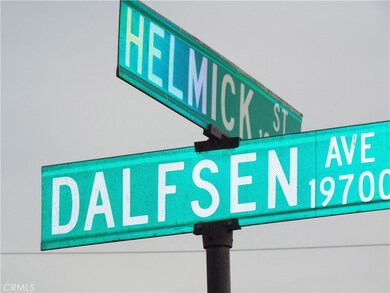 HELMICK ST
DALFSEN AVE
19700
CRMLS